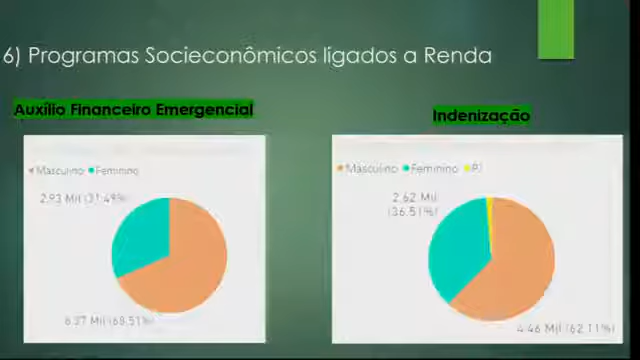 6) Programas Socieconômicos ligados a Renda
Auxílio Financeiro Emergencial
Indenização
Masculino Feminino
2.93 Mil (31.49%)
6.37 Mil (68.51%)
Masculino Feminino PJ
2.62 Mil
(36.51%)
4.46 Mil (62.11%)